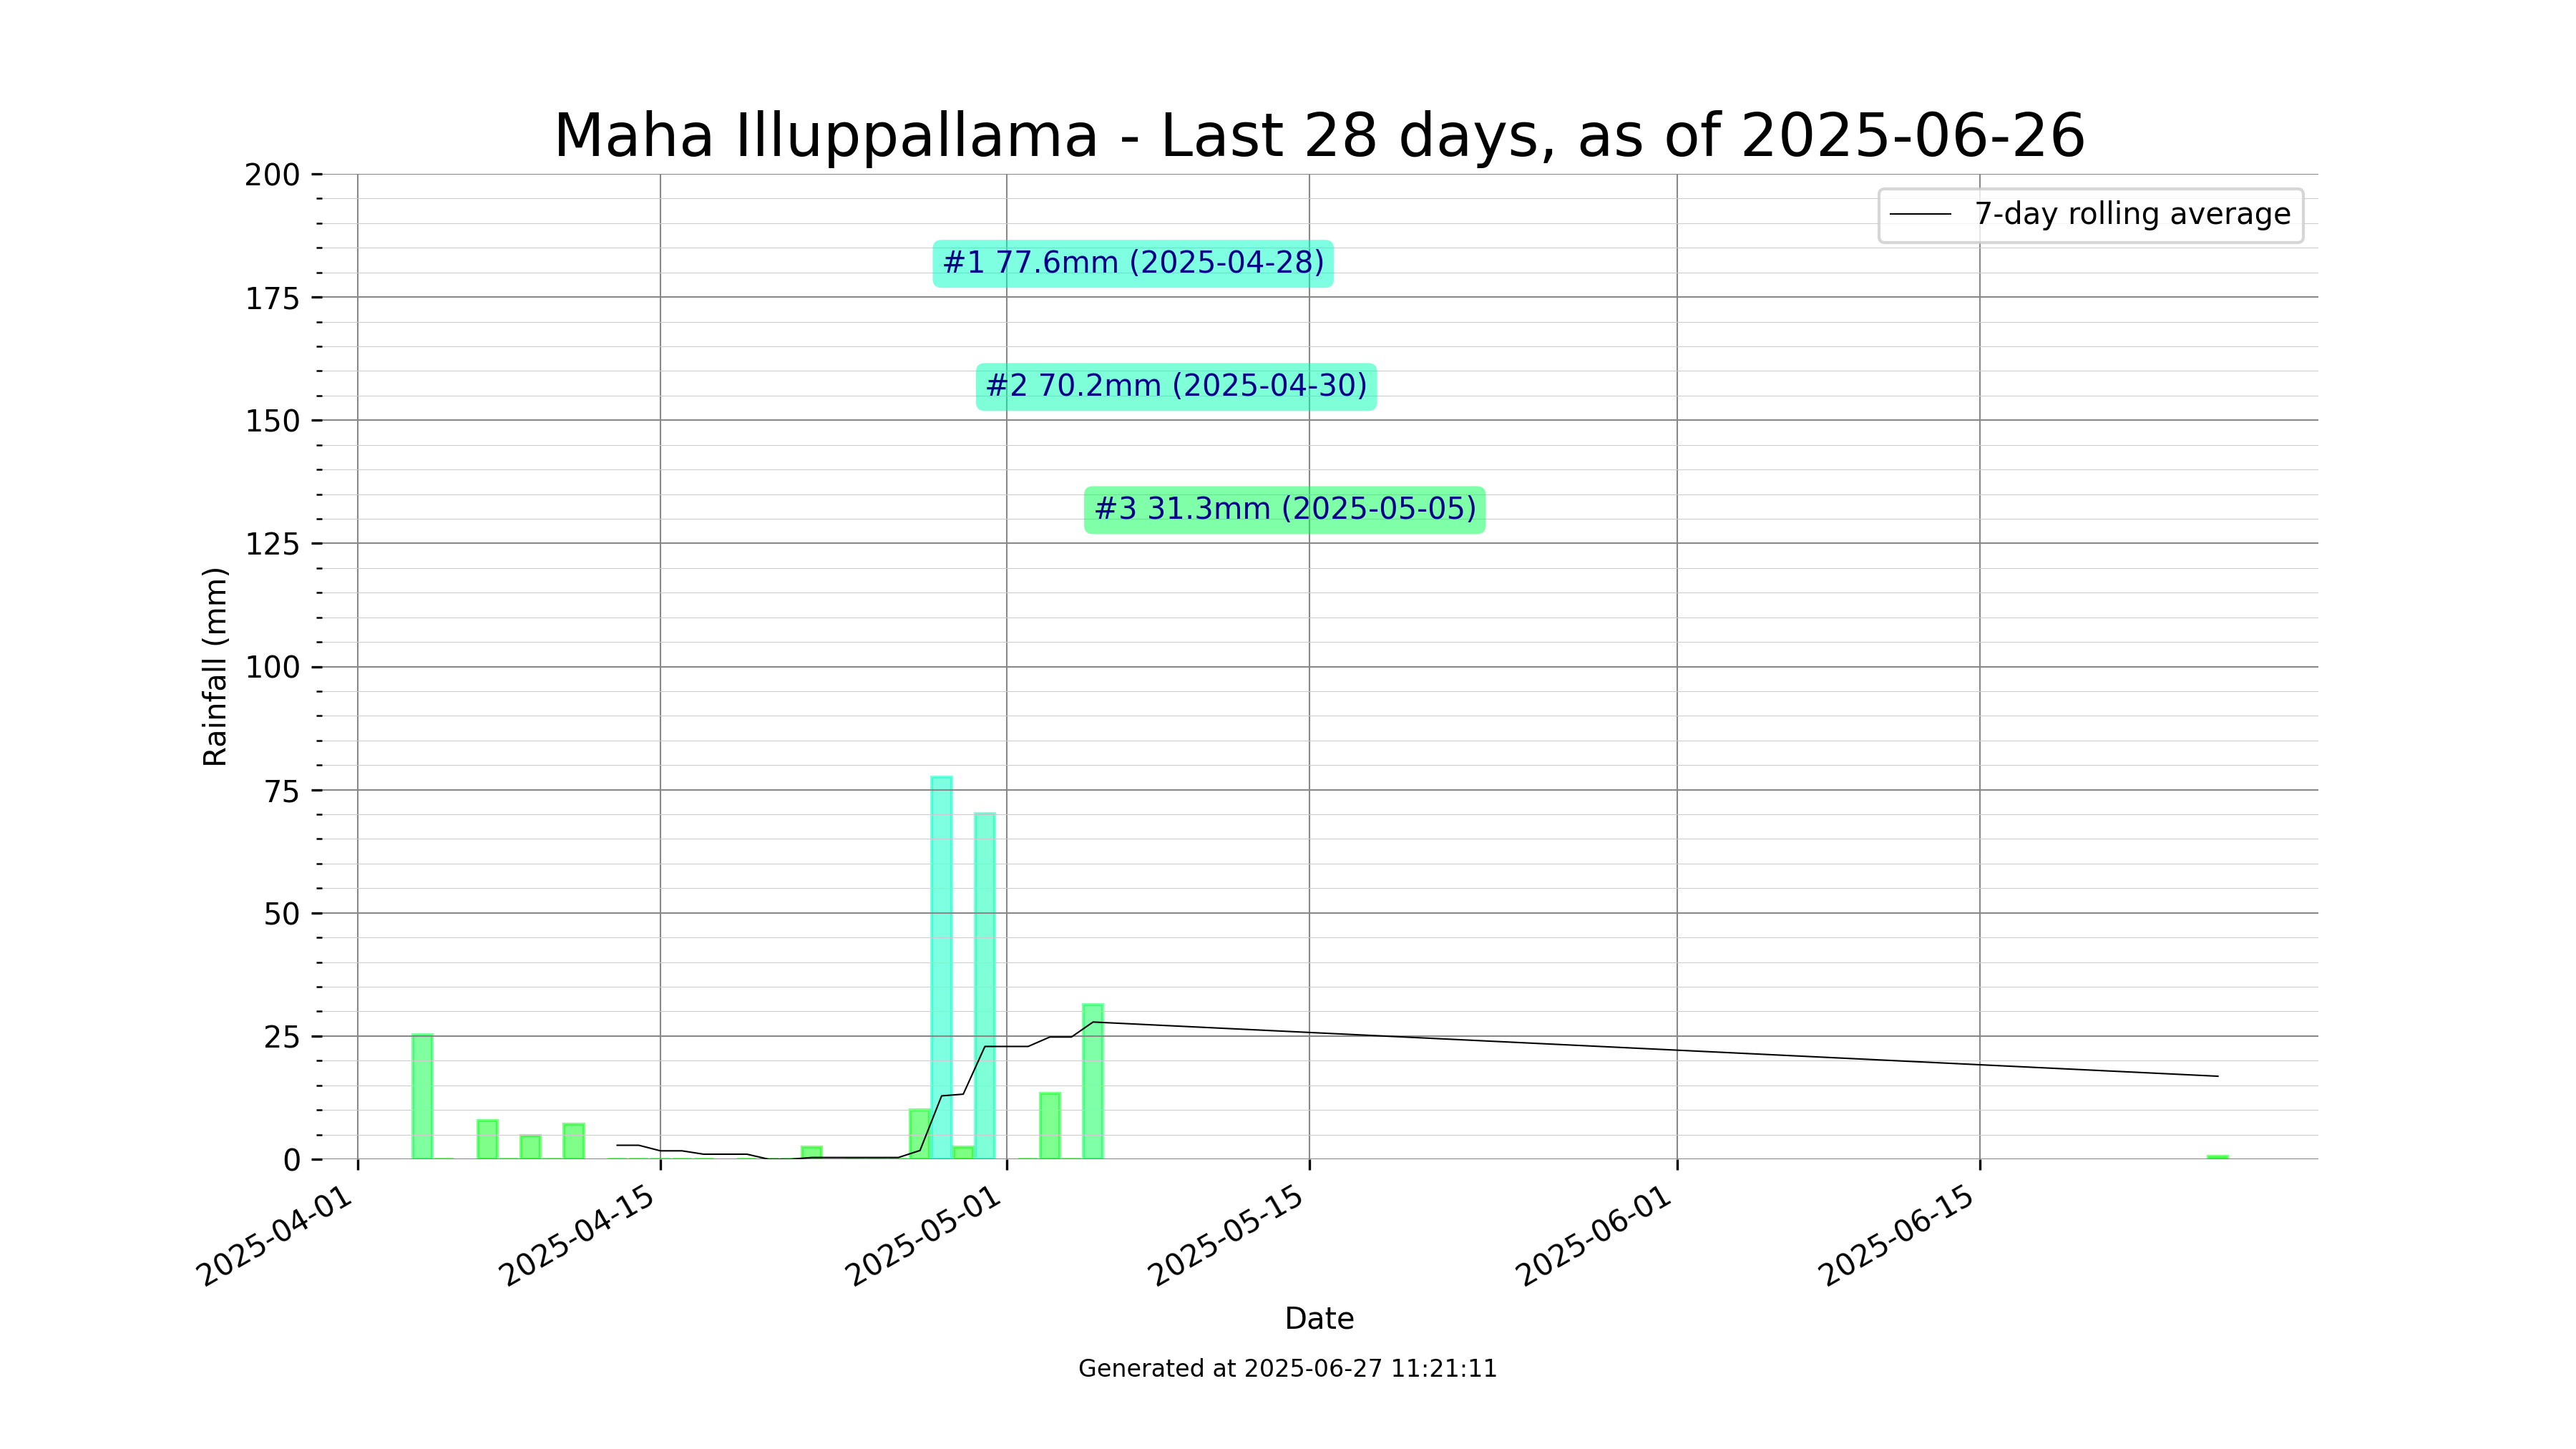 Maha Illuppallama - Last 28 days, as of 2025-06-26
7-day rolling average
#1 77.6mm (2025-04-28)
#2 70.2mm (2025-04-30)
#3 31.3mm (2025-05-05)
Rainfall (mm)
200
175
150
125
100
75
50
25
0
2025-04-01
2025-04-15
2025-05-01
2025-05-15
2025-06-01
2025-06-15
Date
Generated at 2025-06-27 11:21:11